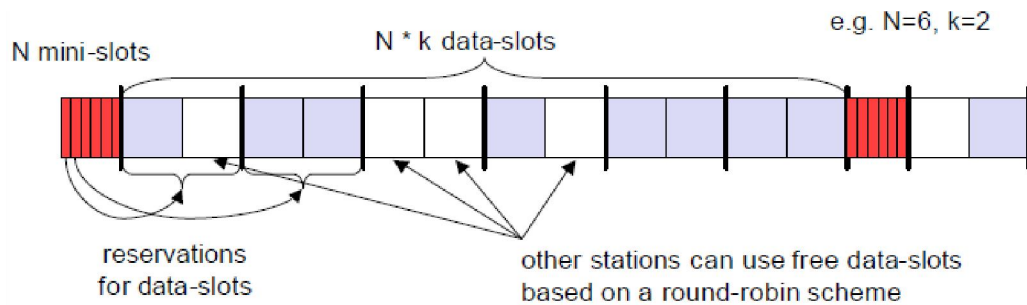 e.g. N=6, k=2
N * k data-slots
N mini-slots
reservations
for data-slots
other stations can use free data-slots
based on a round-robin scheme